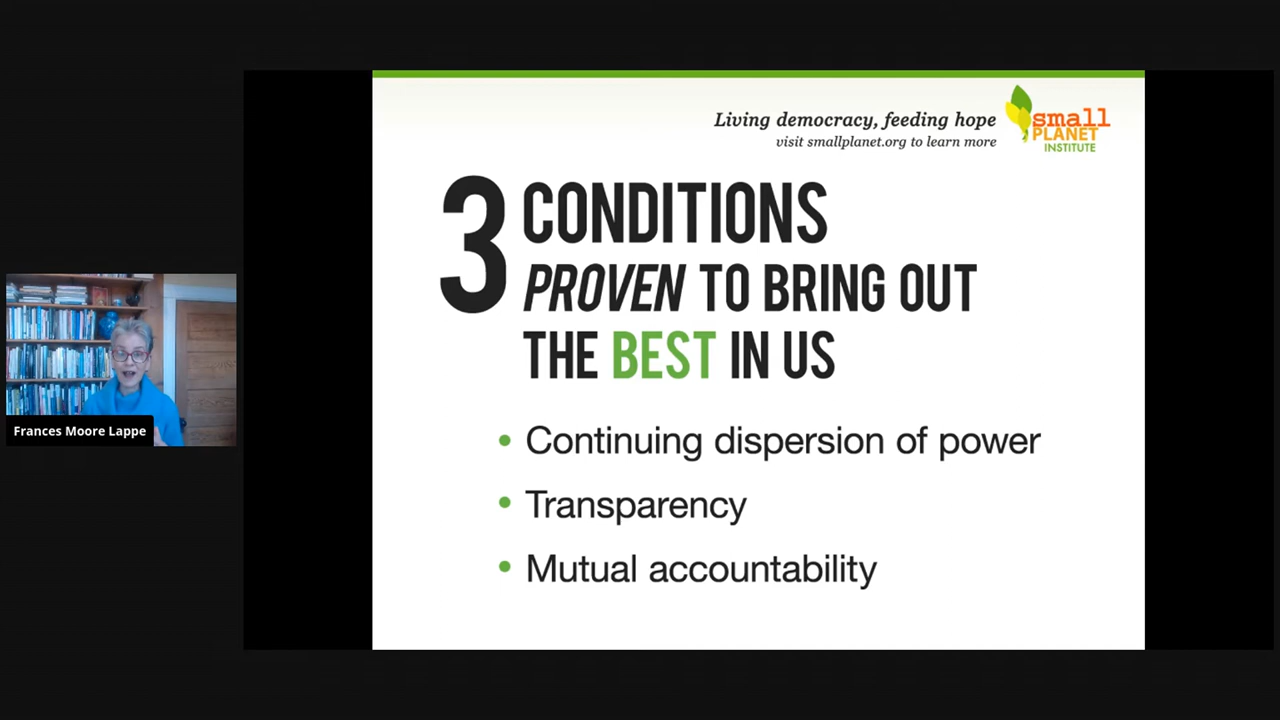 Living democracy, feeding hope
visit smallplanet.org to learn more
small
PLANET
INSTITUTE
3 CONDITIONS
PROVEN TO BRING OUT
THE BEST IN US
• Continuing dispersion of power
• Transparency
• Mutual accountability
Frances Moore Lappe